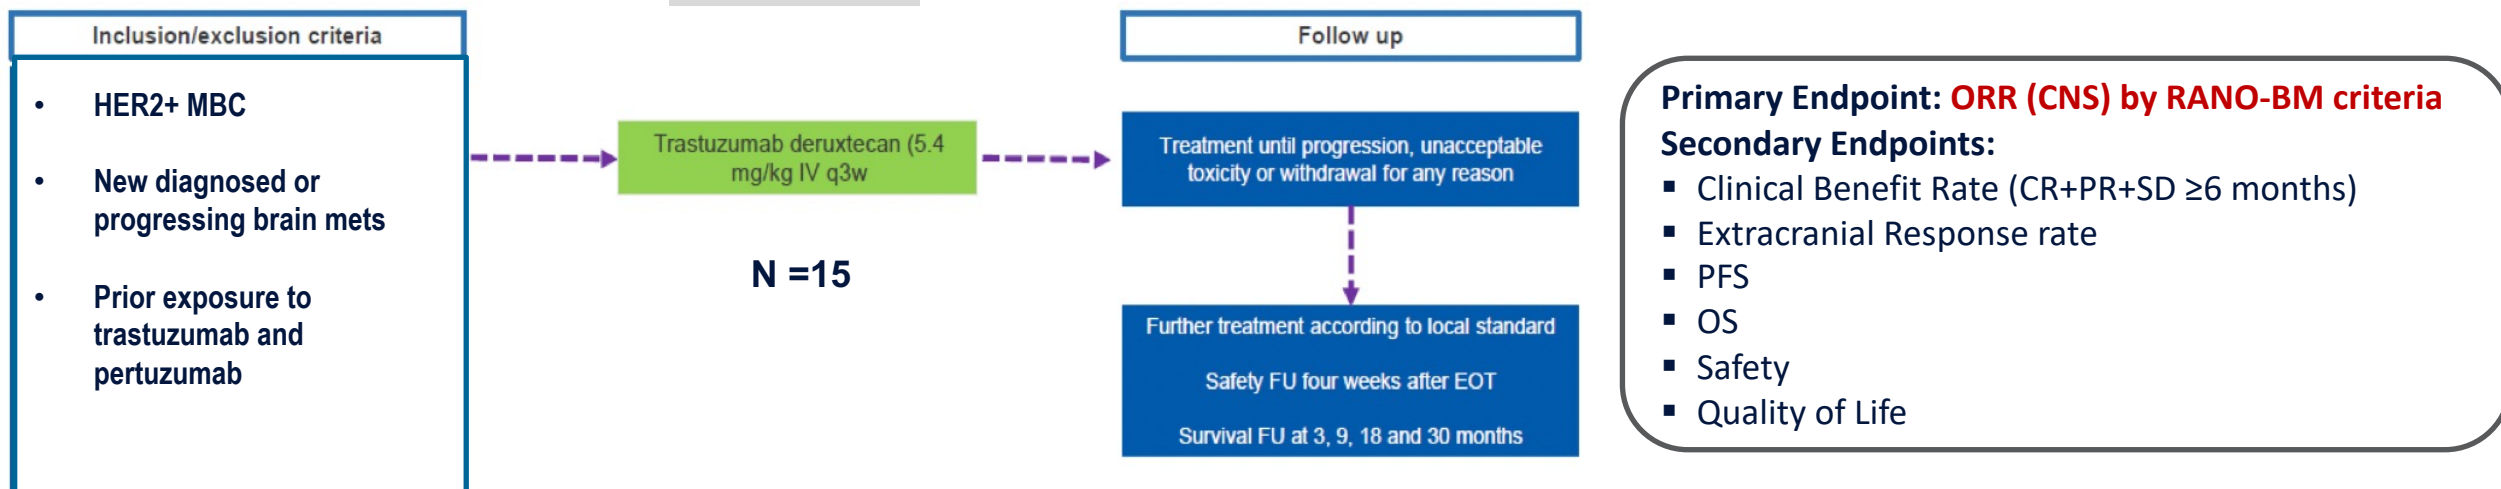 Inclusion/exclusion criteria
• HER2+ MBC
• New diagnosed or
progressing brain mets
• Prior exposure to
trastuzumab and
pertuzumab
Trastuzumab deruxtecan (5.4
mg/kg IV q3w
N =15
Follow up
Treatment until progression, unacceptable
toxicity or withdrawal for any reason
Further treatment according to local standard
Safety FU four weeks after EOT
Survival FU at 3, 9, 18 and 30 months
Primary Endpoint: ORR (CNS) by RANO-BM criteria
Secondary Endpoints:
▪ Clinical Benefit Rate (CR+PR+SD ≥6 months)
▪ Extracranial Response rate
▪ PFS
▪ OS
▪ Safety
▪ Quality of Life